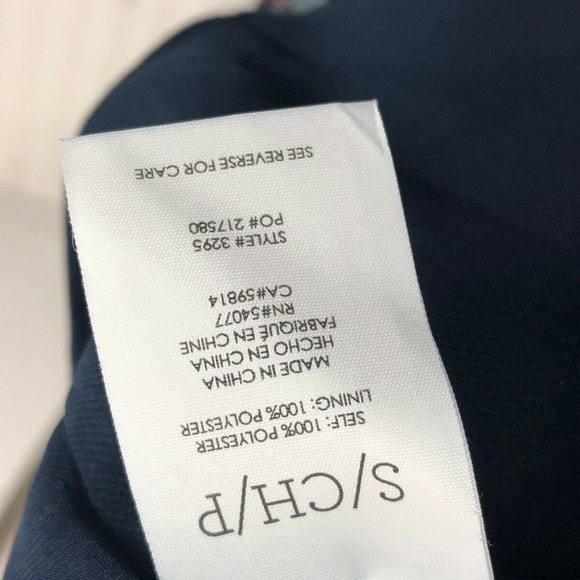 S/CH/P
SELF: 100% POLYESTER
LINING: 100% POLYESTER
MADE IN CHINA
HECHO EN CHINA
FABRIQUÉ EN CHINE
RN#54077
CA#59814
STYLE# 3295
PO# 217580
SEE REVERSE FOR CARE